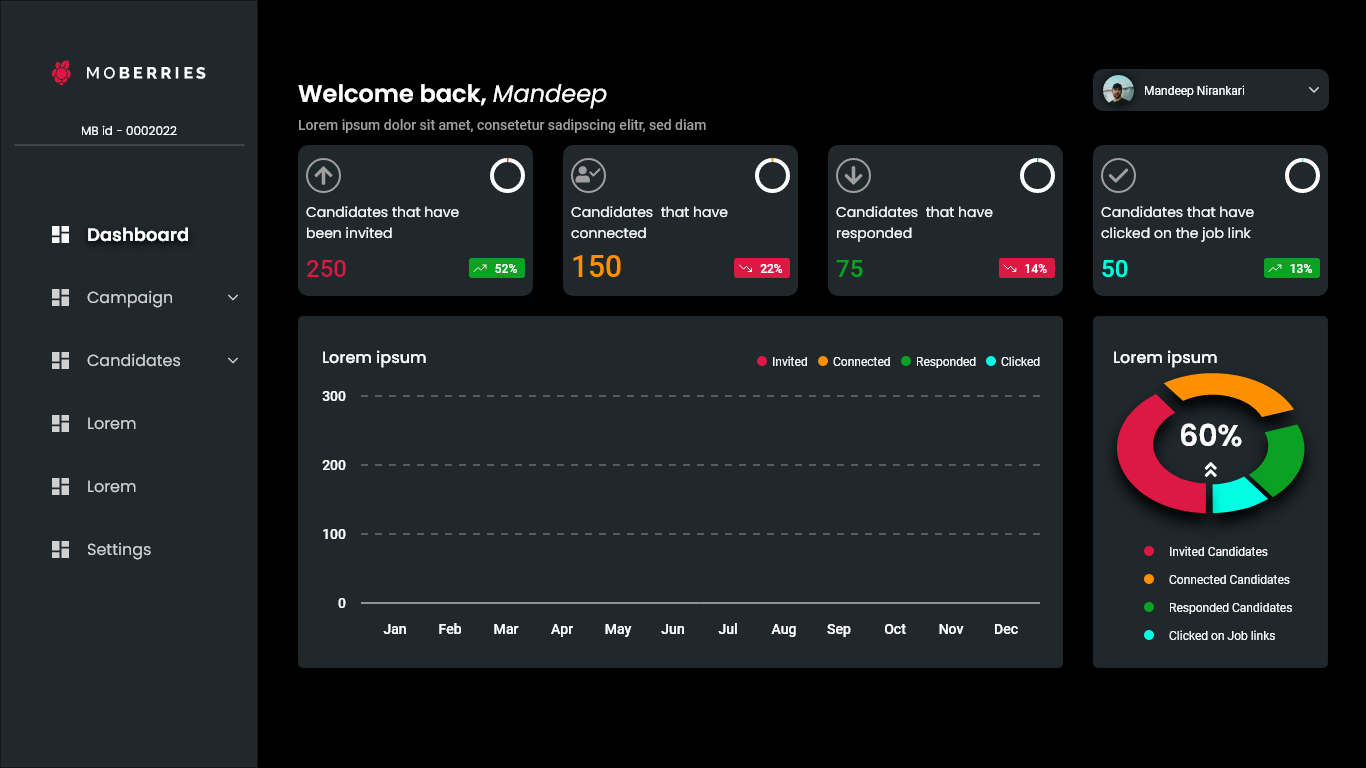 MOBERRIES
MB id - 0002022
Dashboard
Campaign
Candidates
Lorem
Lorem
Settings
Welcome back, Mandeep
Lorem ipsum dolor sit amet, consetetur sadipscing elitr, sed diam
Mandeep Nirankari
Candidates that have
been invited
250
52%
Candidates that have
connected
150
22%
Candidates that have
responded
75
14%
Candidates that have
clicked on the job link
50
13%
Lorem ipsum
Invited Connected Responded Clicked
300
200
100
0
Jan Feb Mar Apr May Jun Jul Aug Sep Oct Nov Dec
Lorem ipsum
60%
Invited Candidates
Connected Candidates
Responded Candidates
Clicked on Job links